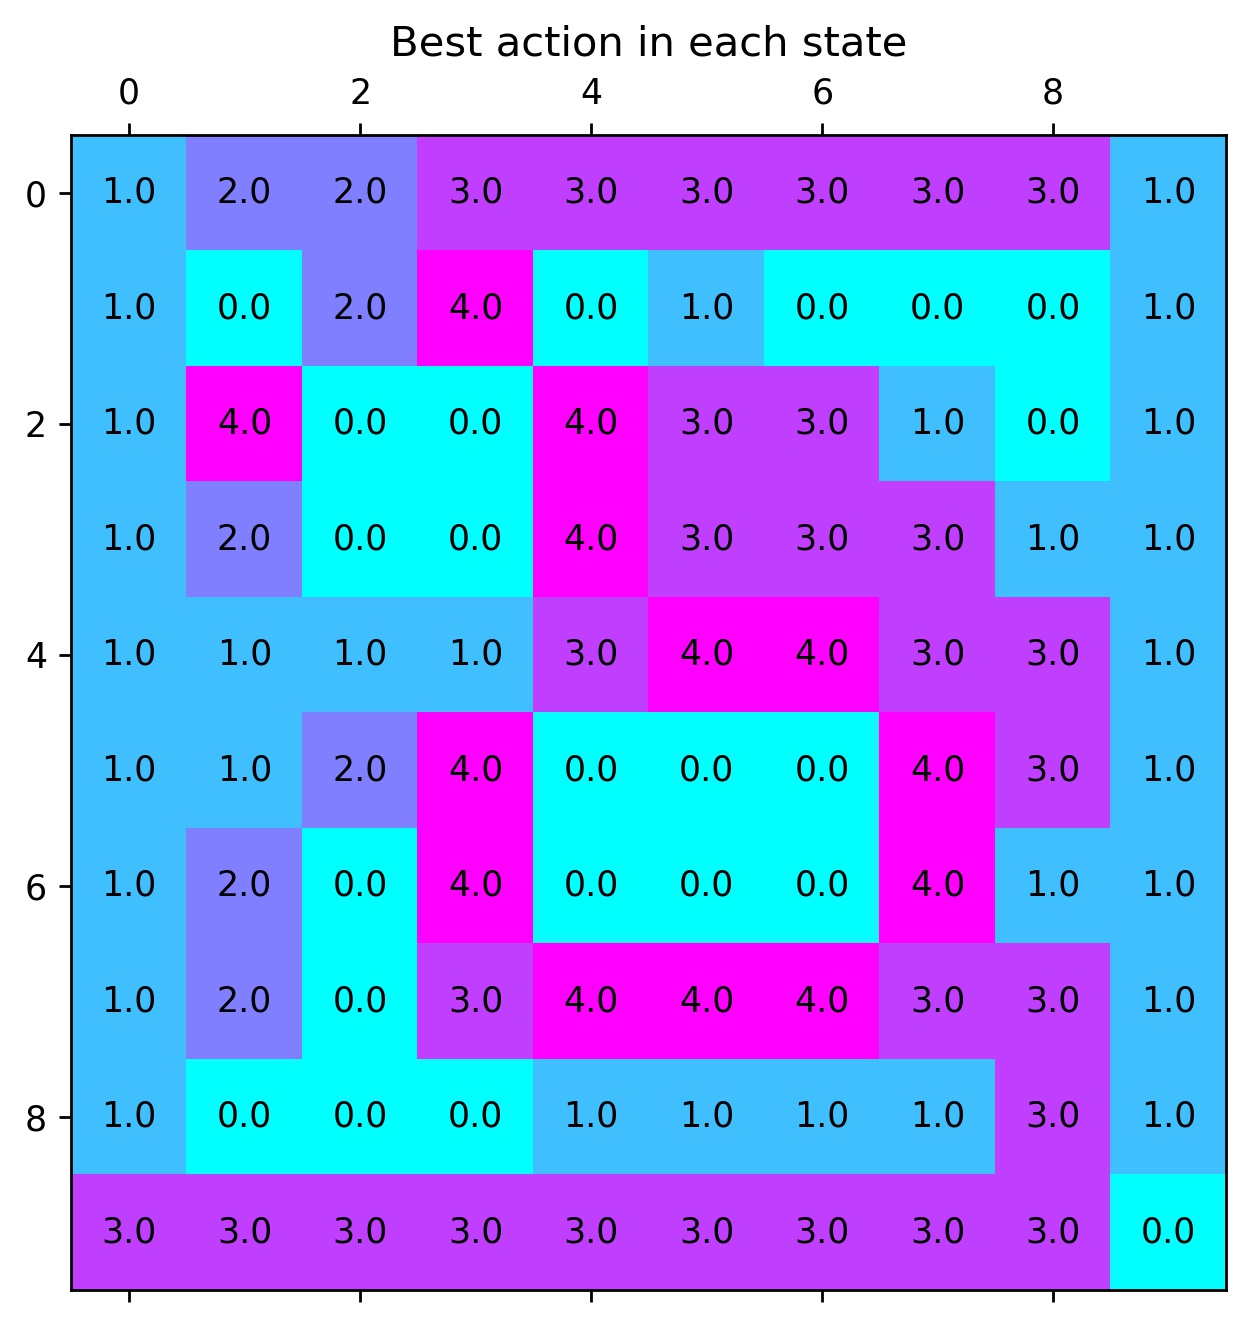 Best action in each state
0 2 4 6 8
0 1.0 2.0 2.0 3.0 3.0 3.0 3.0 3.0 3.0 1.0
1.0 0.0 2.0 4.0 0.0 1.0 0.0 0.0 0.0 1.0
2 1.0 4.0 0.0 0.0 4.0 3.0 3.0 1.0 0.0 1.0
1.0 2.0 0.0 0.0 4.0 3.0 3.0 3.0 1.0 1.0
4 1.0 1.0 1.0 1.0 3.0 4.0 4.0 3.0 3.0 1.0
1.0 1.0 2.0 4.0 0.0 0.0 0.0 4.0 3.0 1.0
6 1.0 2.0 0.0 4.0 0.0 0.0 0.0 4.0 1.0 1.0
1.0 2.0 0.0 3.0 4.0 4.0 4.0 3.0 3.0 1.0
8 1.0 0.0 0.0 0.0 1.0 1.0 1.0 1.0 3.0 1.0
3.0 3.0 3.0 3.0 3.0 3.0 3.0 3.0 3.0 0.0